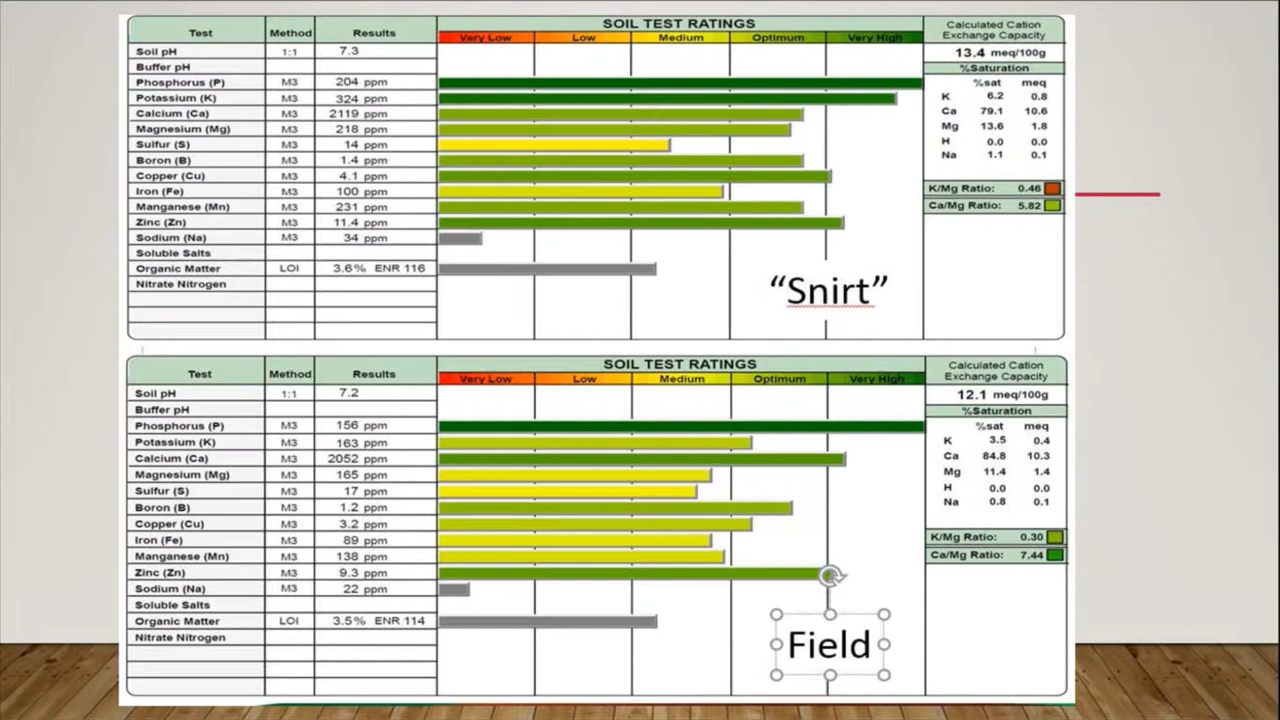 SOIL TEST RATINGS
Calculated Cation
Exchange Capacity
Test Method Results
Very Low Low Medium Optimum Very High
Soil pH 1:1 7.3
13.4 meq/100g
Buffer pH
%Saturation
Phosphorus (P) M3 204 ppm
%sat meq
Potassium (K) M3 324 ppm
K 6.2 0.8
Calcium (Ca) M3 2119 ppm
Ca 79.1 10.6
Magnesium (Mg) M3 218 ppm
Mg 13.6 1.8
Sulfur (S) M3 14 ppm
H 0.0 0.0
Boron (B) M3 1.4 ppm
Na 1.1 0.1
Copper (Cu) M3 4.1 ppm
Iron (Fe) M3 100 ppm
K/Mg Ratio: 0.46
Manganese (Mn) M3 231 ppm
Ca/Mg Ratio: 5.82
Zinc (Zn) M3 11.4 ppm
Sodium (Na) M3 34 ppm
Soluble Salts
Organic Matter LOI 3.6% ENR 116
Nitrate Nitrogen
“Snirt”
SOIL TEST RATINGS
Calculated Cation
Exchange Capacity
Test Method Results
Very Low Low Medium Optimum Very High
Soil pH 1:1 7.2
12.1 meq/100g
Buffer pH
%Saturation
Phosphorus (P) M3 156 ppm
%sat meq
Potassium (K) M3 163 ppm
K 3.5 0.4
Calcium (Ca) M3 2052 ppm
Ca 84.8 10.3
Magnesium (Mg) M3 165 ppm
Mg 11.4 1.4
Sulfur (S) M3 17 ppm
H 0.0 0.0
Boron (B) M3 1.2 ppm
Na 0.8 0.1
Copper (Cu) M3 3.2 ppm
Iron (Fe) M3 89 ppm
K/Mg Ratio: 0.30
Manganese (Mn) M3 138 ppm
Ca/Mg Ratio: 7.44
Zinc (Zn) M3 9.3 ppm
Sodium (Na) M3 22 ppm
Soluble Salts
Organic Matter LOI 3.5% ENR 114
Nitrate Nitrogen
Field